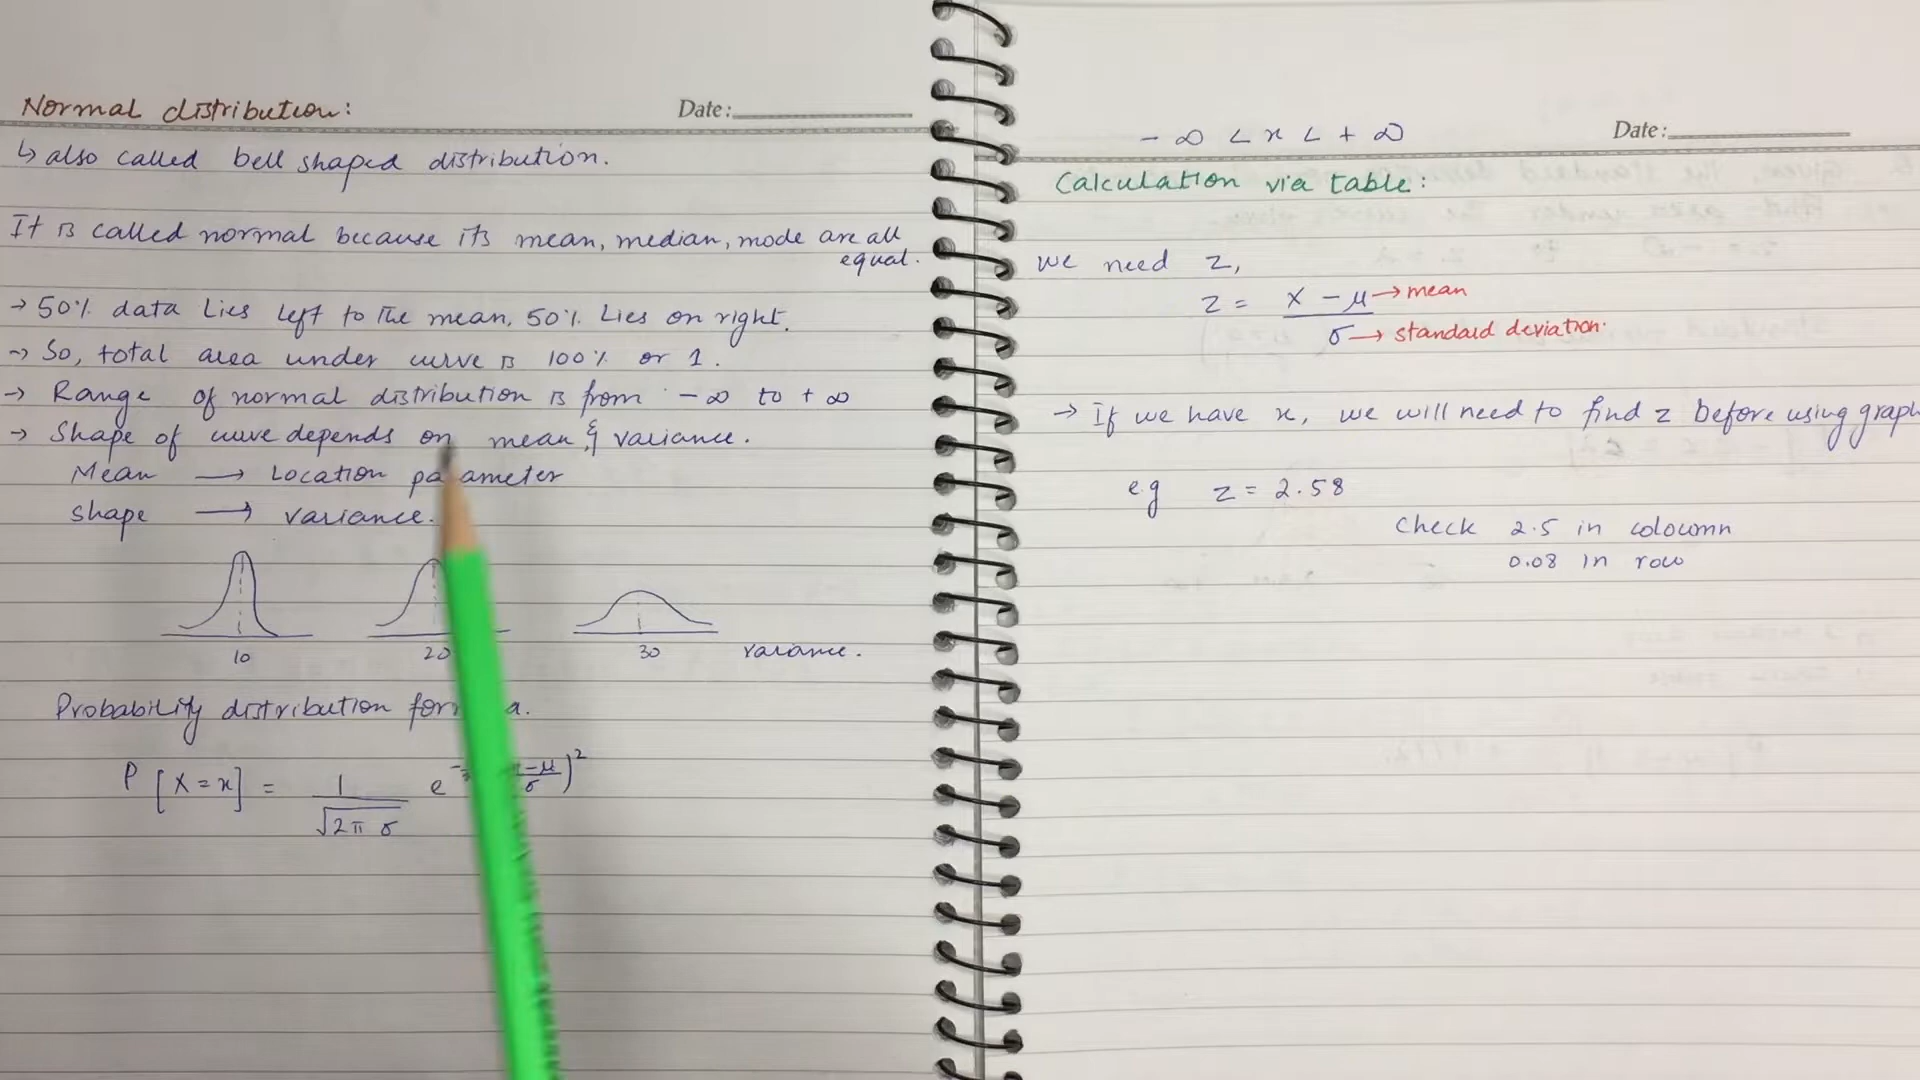 Normal distribution:
Date:
↳ also called bell shaped distribution.
It is called normal because its mean, median, mode are all
equal.
→ 50% data lies left to the mean, 50% lies on right.
→ So, total area under curve is 100% or 1.
→ Range of normal distribution is from -∞ to +∞
→ Shape of curve depends on mean & variance.
Mean → Location parameter
shape → variance.
10 20 30 variance.
Probability distribution
P [X = x] = 1 / √2π σ e
-∞ < x < +∞
Date:
Calculation via table:
we need z,
z = X - μ → mean
σ → standard deviation.
→ If we have x, we will need to find z before using graph
e.g z = 2.58
Check 2.5 in colowmn
0.08 in row